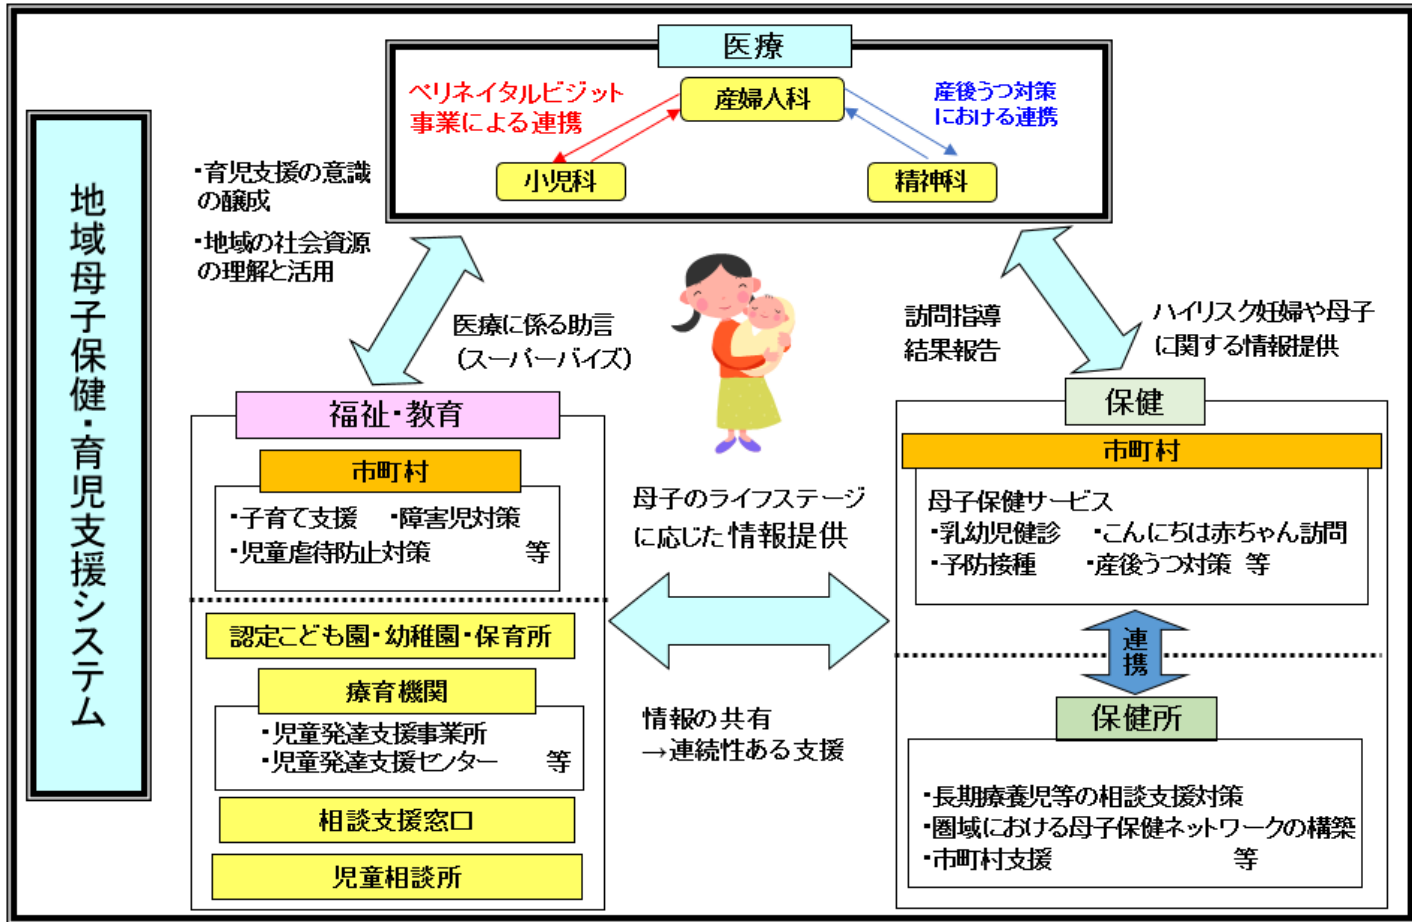 地域母子保健・育児支援システム
医療
ペリネイタルビジット
事業による連携
産婦人科
産後うつ対策
における連携
小児科
精神科
・育児支援の意識
の醸成
・地域の社会資源
の理解と活用
医療に係る助言
(スーパーバイズ)
訪問指導
結果報告
ハイリスク妊婦や母子
に関する情報提供
福祉・教育
市町村
・子育て支援 ・障害児対策
・児童虐待防止対策 等
認定こども園・幼稚園・保育所
療育機関
・児童発達支援事業所
・児童発達支援センター 等
相談支援窓口
児童相談所
母子のライフステージ
に応じた情報提供
情報の共有
→連続性ある支援
保健
市町村
母子保健サービス
・乳幼児健診 ・こんにちは赤ちゃん訪問
・予防接種 ・産後うつ対策 等
連携
保健所
・長期療養児等の相談支援対策
・圏域における母子保健ネットワークの構築
・市町村支援 等